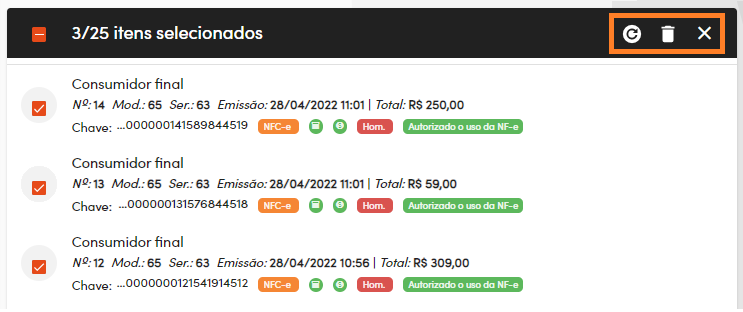 3/25 itens selecionados
Consumidor final
Nº: 14 Mod.: 65 Ser.: 63 Emissão: 28/04/2022 11:01 | Total: R$ 250,00
Chave: ...000000141589844519 NFC-e Hom. Autorizado o uso da NF-e
Consumidor final
Nº: 13 Mod.: 65 Ser.: 63 Emissão: 28/04/2022 11:01 | Total: R$ 59,00
Chave: ...000000131576844518 NFC-e Hom. Autorizado o uso da NF-e
Consumidor final
Nº: 12 Mod.: 65 Ser.: 63 Emissão: 28/04/2022 10:56 | Total: R$ 309,00
Chave: ...0000000121541914512 NFC-e Hom. Autorizado o uso da NF-e